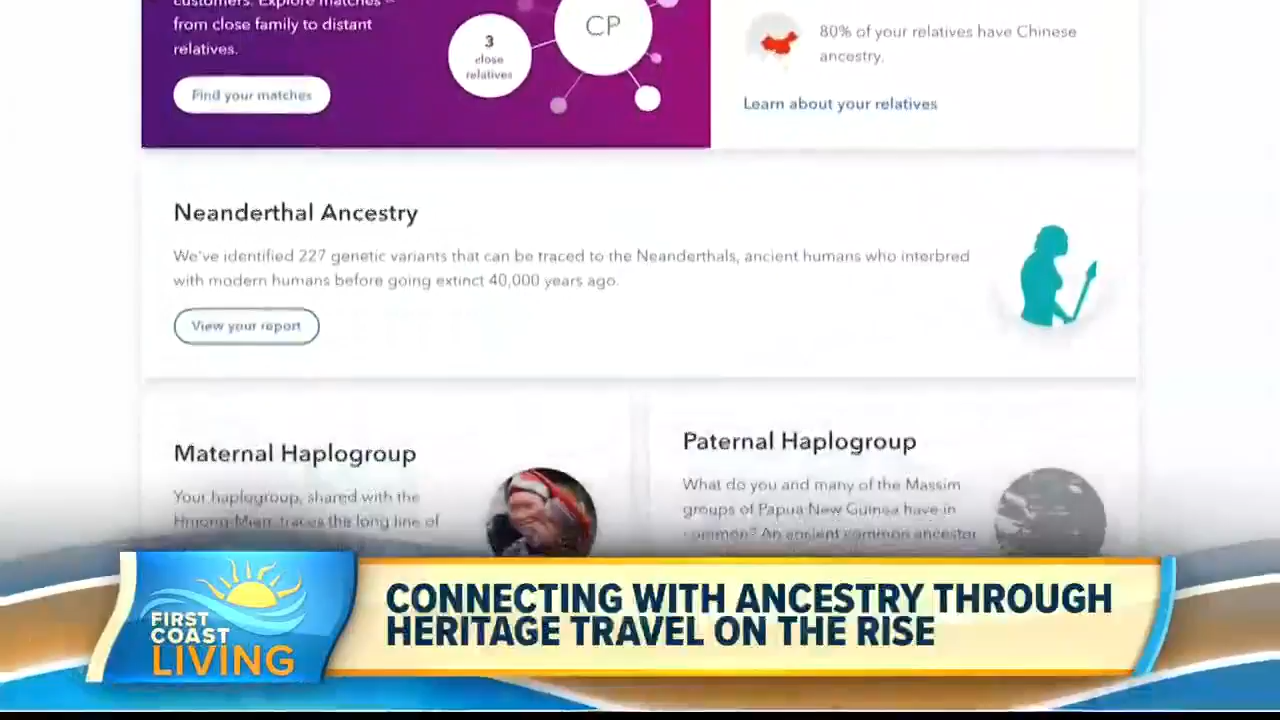 customers. Explore matches –
from close family to distant
relatives.
Find your matches
3
close
relatives
CP
80% of your relatives have Chinese
ancestry.
Learn about your relatives
Neanderthal Ancestry
We've identified 227 genetic variants that can be traced to the Neanderthals, ancient humans who interbred
with modern humans before going extinct 40,000 years ago.
View your report
Maternal Haplogroup
Your haplogroup, shared with the
Hmong-Mien, traces the long line of
Paternal Haplogroup
What do you and many of the Massim
groups of Papua New Guinea have in
common? An ancient common ancestor
FIRST
COAST
LIVING
CONNECTING WITH ANCESTRY THROUGH
HERITAGE TRAVEL ON THE RISE